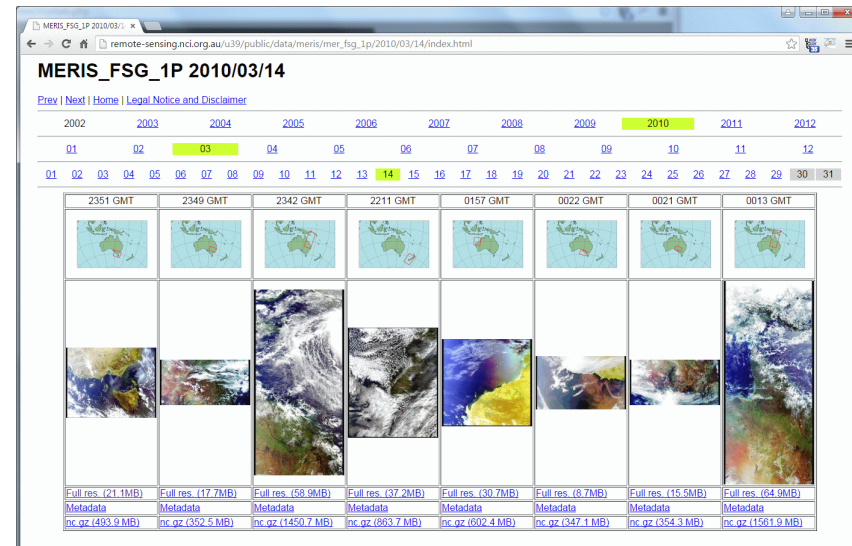 MERIS_FSG_1P 2010/03/1
remote-sensing.nci.org.au/u39/public/data/meris/mer_fsg_1p/2010/03/14/index.html
MERIS_FSG_1P 2010/03/14
Prev | Next | Home | Legal Notice and Disclaimer
2002 2003 2004 2005 2006 2007 2008 2009 2010 2011 2012
01 02 03 04 05 06 07 08 09 10 11 12
01 02 03 04 05 06 07 08 09 10 11 12 13 14 15 16 17 18 19 20 21 22 23 24 25 26 27 28 29 30 31
2351 GMT 2349 GMT 2342 GMT 2211 GMT 0157 GMT 0022 GMT 0021 GMT 0013 GMT
Full res. (21.1MB) Full res. (17.7MB) Full res. (58.9MB) Full res. (37.2MB) Full res. (30.7MB) Full res. (8.7MB) Full res. (15.5MB) Full res. (64.9MB)
Metadata Metadata Metadata Metadata Metadata Metadata Metadata Metadata
nc.gz (493.9 MB) nc.gz (352.5 MB) nc.gz (1450.7 MB) nc.gz (863.7 MB) nc.gz (602.4 MB) nc.gz (347.1 MB) nc.gz (354.3 MB) nc.gz (1561.9 MB)